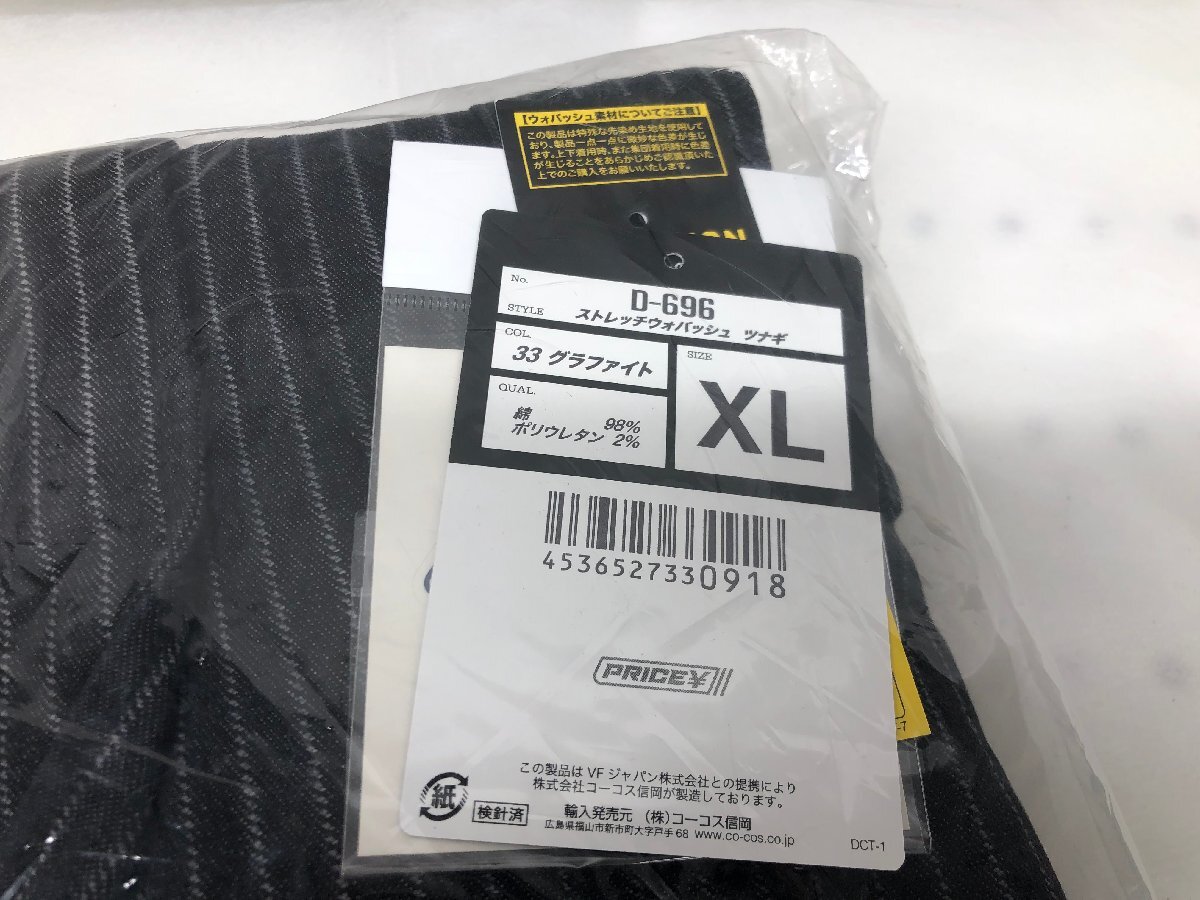 【ウォバッシュ素材についてご注意】
この製品は特殊な先染め生地を使用して
おり、製品一点一点に微妙な色差が生じ
ます。上下着用時、また集団着用時に色差
が生じることをあらかじめご認識頂いた
上でのご購入をお願いいたします。
No.
D-696
STYLE
ストレッチウォバッシュ ツナギ
COL.
33 グラファイト
SIZE
XL
QUAL.
綿 98%
ポリウレタン 2%
4536527330918
PRICE¥
この製品は VF ジャパン株式会社との提携により
株式会社コーコス信岡が製造しております。
紙
検針済
輸入発売元 (株)コーコス信岡
広島県福山市新市町大字戸手 68 www.co-cos.co.jp
DCT-1